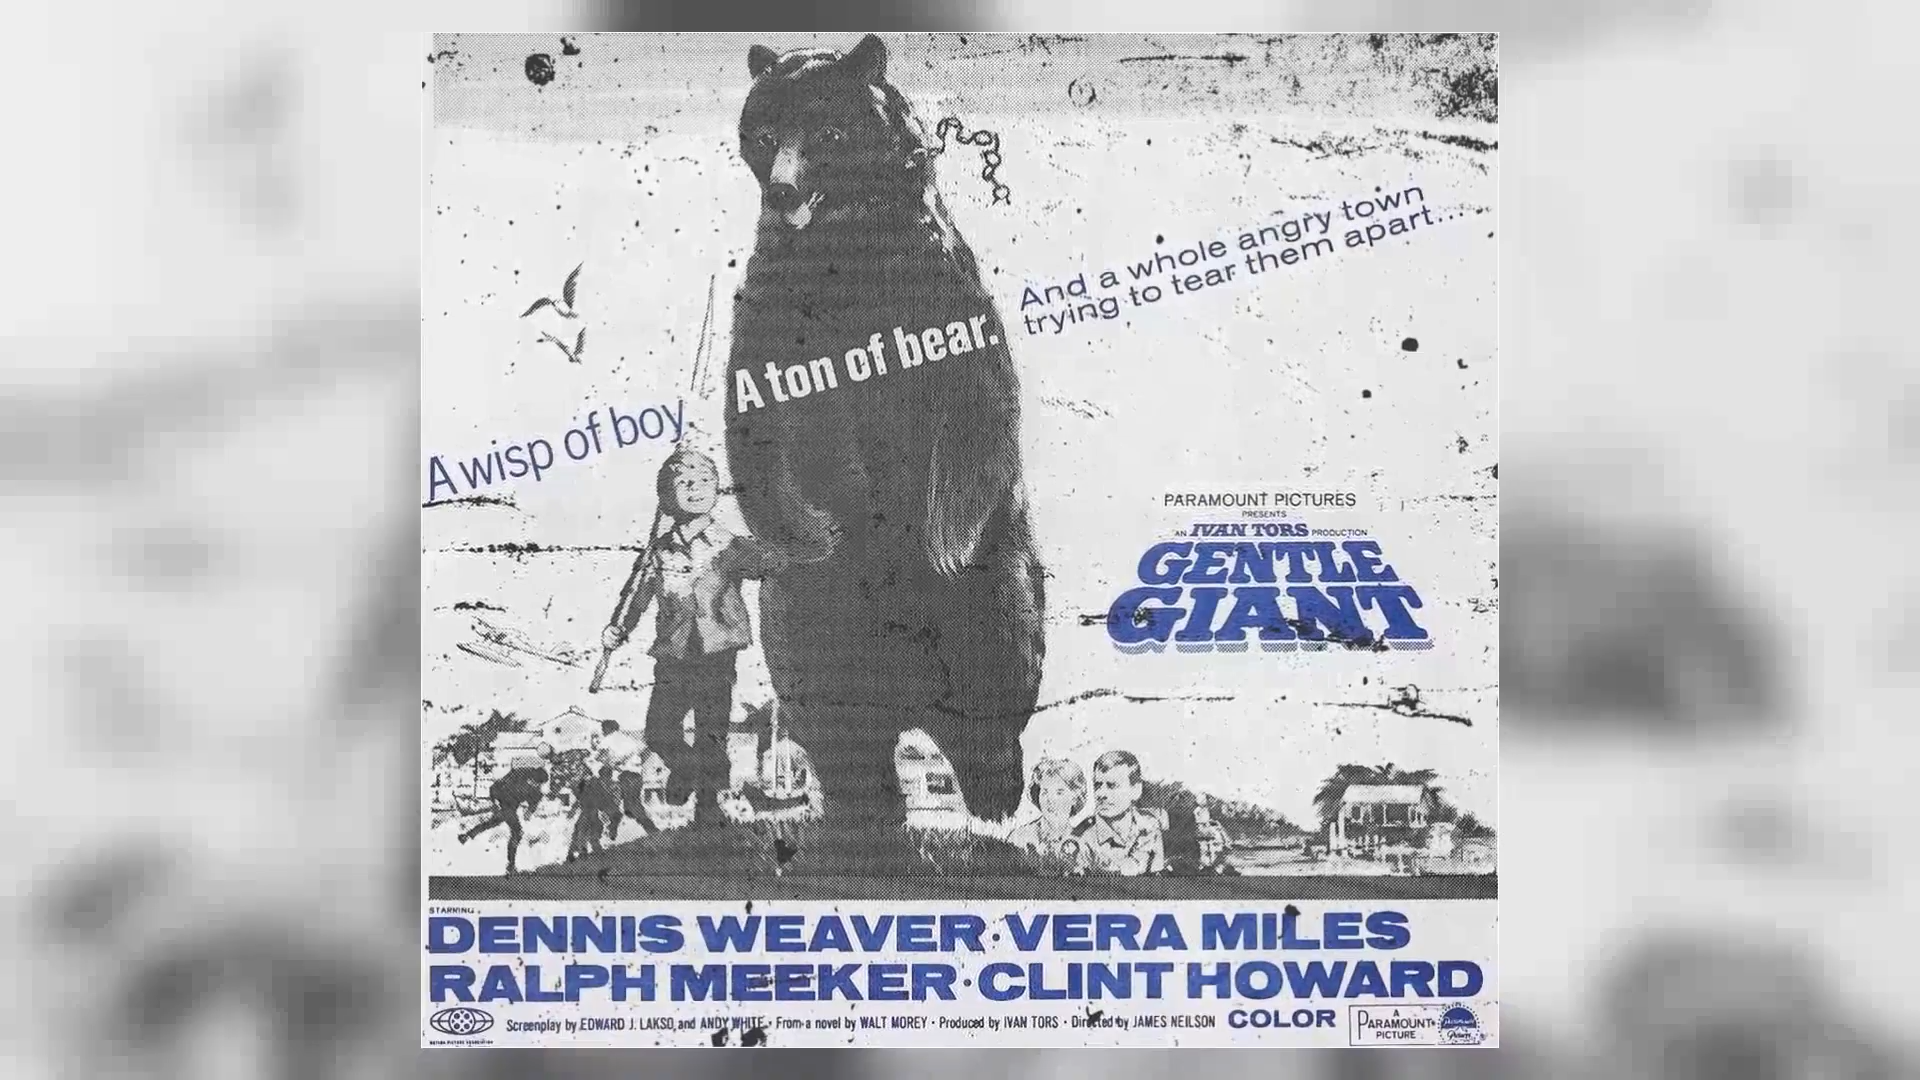 A wisp of boy.
A ton of bear.
And a whole angry town
trying to tear them apart...
PARAMOUNT PICTURES
PRESENTS
AN IVAN TORS PRODUCTION
GENTLE
GIANT
STARRING
DENNIS WEAVER · VERA MILES
RALPH MEEKER · CLINT HOWARD
Screenplay by EDWARD J. LAKSO and ANDY WHITE · From a novel by WALT MOREY · Produced by IVAN TORS · Directed by JAMES NEILSON COLOR
A
PARAMOUNT
PICTURE